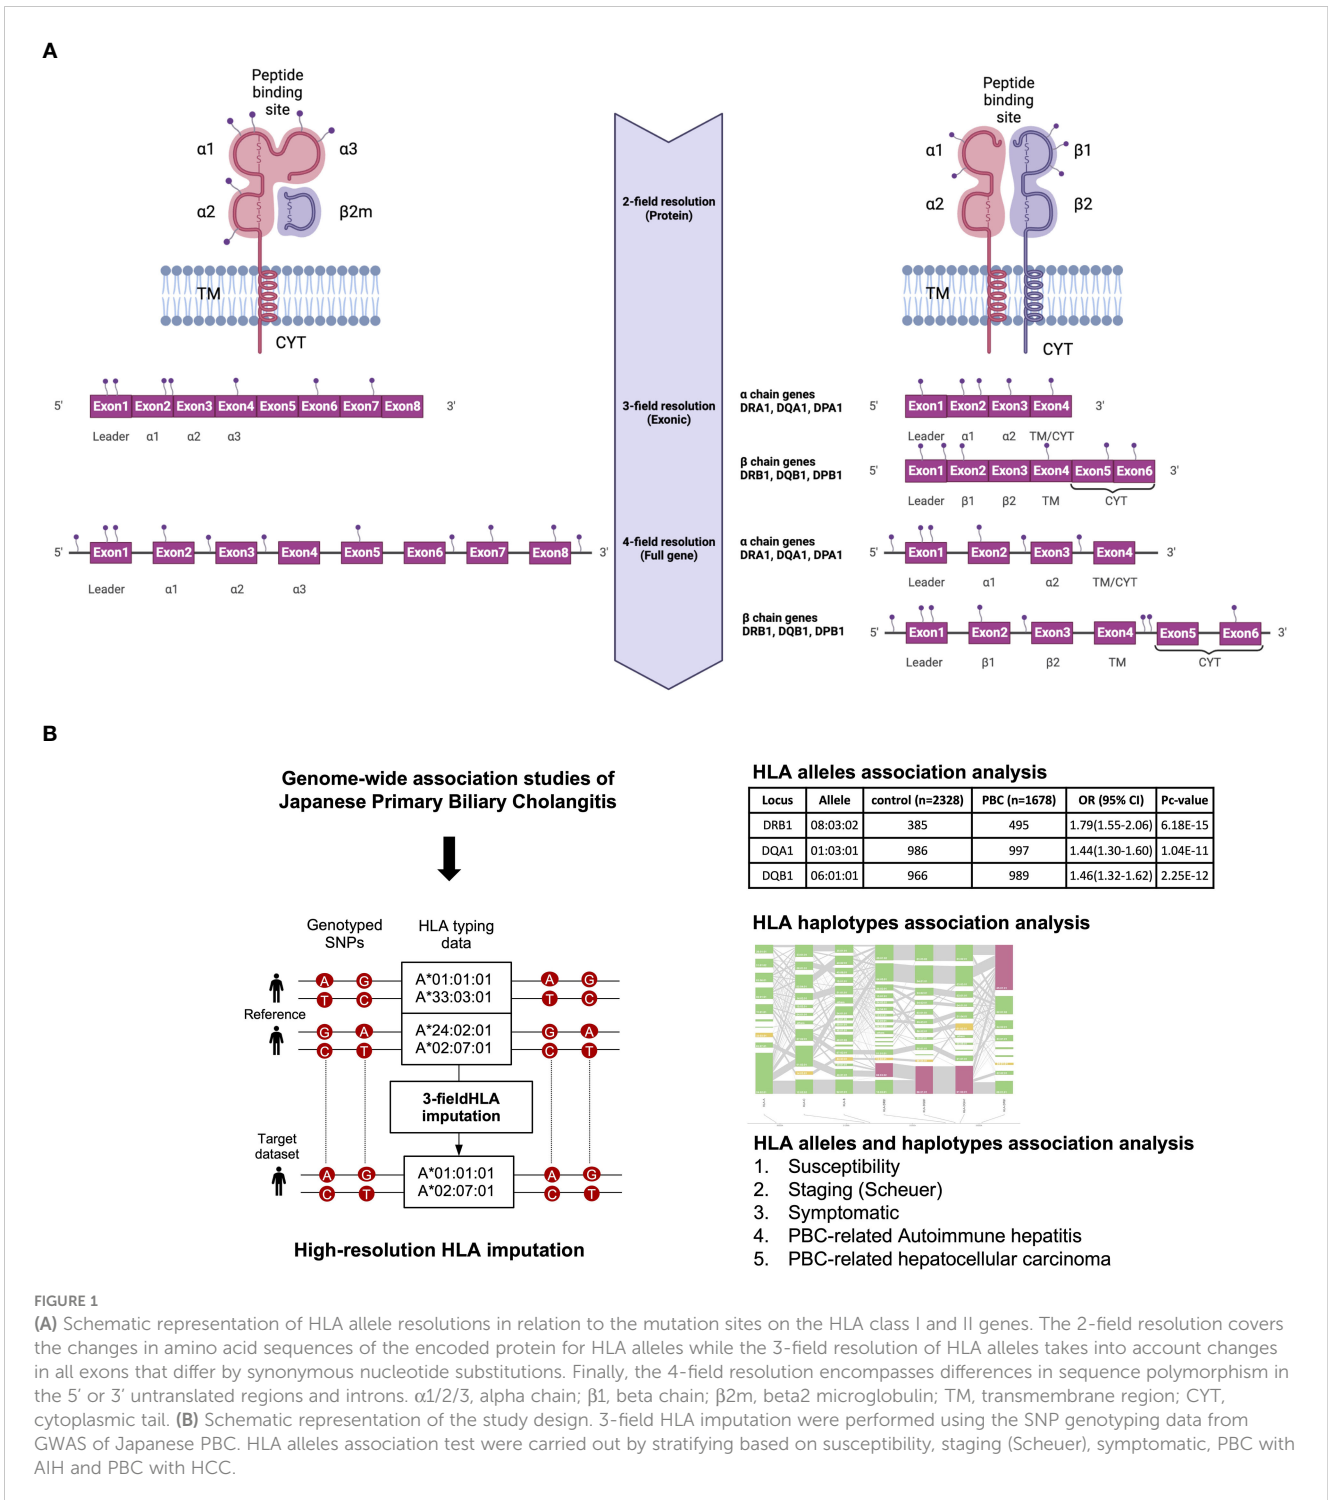 A
Peptide
binding
site
α1
α3
α2
β2m
S
S
S
S
S
S
TM
CYT
5'
Exon1 Exon2 Exon3 Exon4 Exon5 Exon6 Exon7 Exon8
3'
Leader α1 α2 α3
5'
Exon1 Exon2 Exon3 Exon4 Exon5 Exon6 Exon7 Exon8
3'
Leader α1 α2 α3
2-field resolution
(Protein)
3-field resolution
(Exonic)
4-field resolution
(Full gene)
Peptide
binding
site
α1
β1
α2
β2
S
S
S
S
S
S
S
S
TM
CYT
α chain genes
DRA1, DQA1, DPA1
5' Exon1 Exon2 Exon3 Exon4 3'
Leader α1 α2 TM/CYT
β chain genes
DRB1, DQB1, DPB1
5' Exon1 Exon2 Exon3 Exon4 Exon5 Exon6 3'
Leader β1 β2 TM CYT
α chain genes
DRA1, DQA1, DPA1
5' Exon1 Exon2 Exon3 Exon4 3'
Leader α1 α2 TM/CYT
β chain genes
DRB1, DQB1, DPB1
5' Exon1 Exon2 Exon3 Exon4 Exon5 Exon6 3'
Leader β1 β2 TM CYT
B
Genome-wide association studies of
Japanese Primary Biliary Cholangitis
Genotyped
SNPs
HLA typing
data
A G A*01:01:01 A G
T C A*33:03:01 T C
Reference
G A A*24:02:01 G A
C T A*02:07:01 C T
3-fieldHLA
imputation
Target
dataset
A G A*01:01:01 A G
C T A*02:07:01 C T
High-resolution HLA imputation
HLA alleles association analysis
Locus Allele control (n=2328) PBC (n=1678) OR (95% CI) Pc-value
DRB1 08:03:02 385 495 1.79(1.55-2.06) 6.18E-15
DQA1 01:03:01 986 997 1.44(1.30-1.60) 1.04E-11
DQB1 06:01:01 966 989 1.46(1.32-1.62) 2.25E-12
HLA haplotypes association analysis
HLA alleles and haplotypes association analysis
1. Susceptibility
2. Staging (Scheuer)
3. Symptomatic
4. PBC-related Autoimmune hepatitis
5. PBC-related hepatocellular carcinoma
FIGURE 1
(A) Schematic representation of HLA allele resolutions in relation to the mutation sites on the HLA class I and II genes. The 2-field resolution covers
the changes in amino acid sequences of the encoded protein for HLA alleles while the 3-field resolution of HLA alleles takes into account changes
in all exons that differ by synonymous nucleotide substitutions. Finally, the 4-field resolution encompasses differences in sequence polymorphism in
the 5′ or 3′ untranslated regions and introns. α1/2/3, alpha chain; β1, beta chain; β2m, beta2 microglobulin; TM, transmembrane region; CYT,
cytoplasmic tail. (B) Schematic representation of the study design. 3-field HLA imputation were performed using the SNP genotyping data from
GWAS of Japanese PBC. HLA alleles association test were carried out by stratifying based on susceptibility, staging (Scheuer), symptomatic, PBC with
AIH and PBC with HCC.